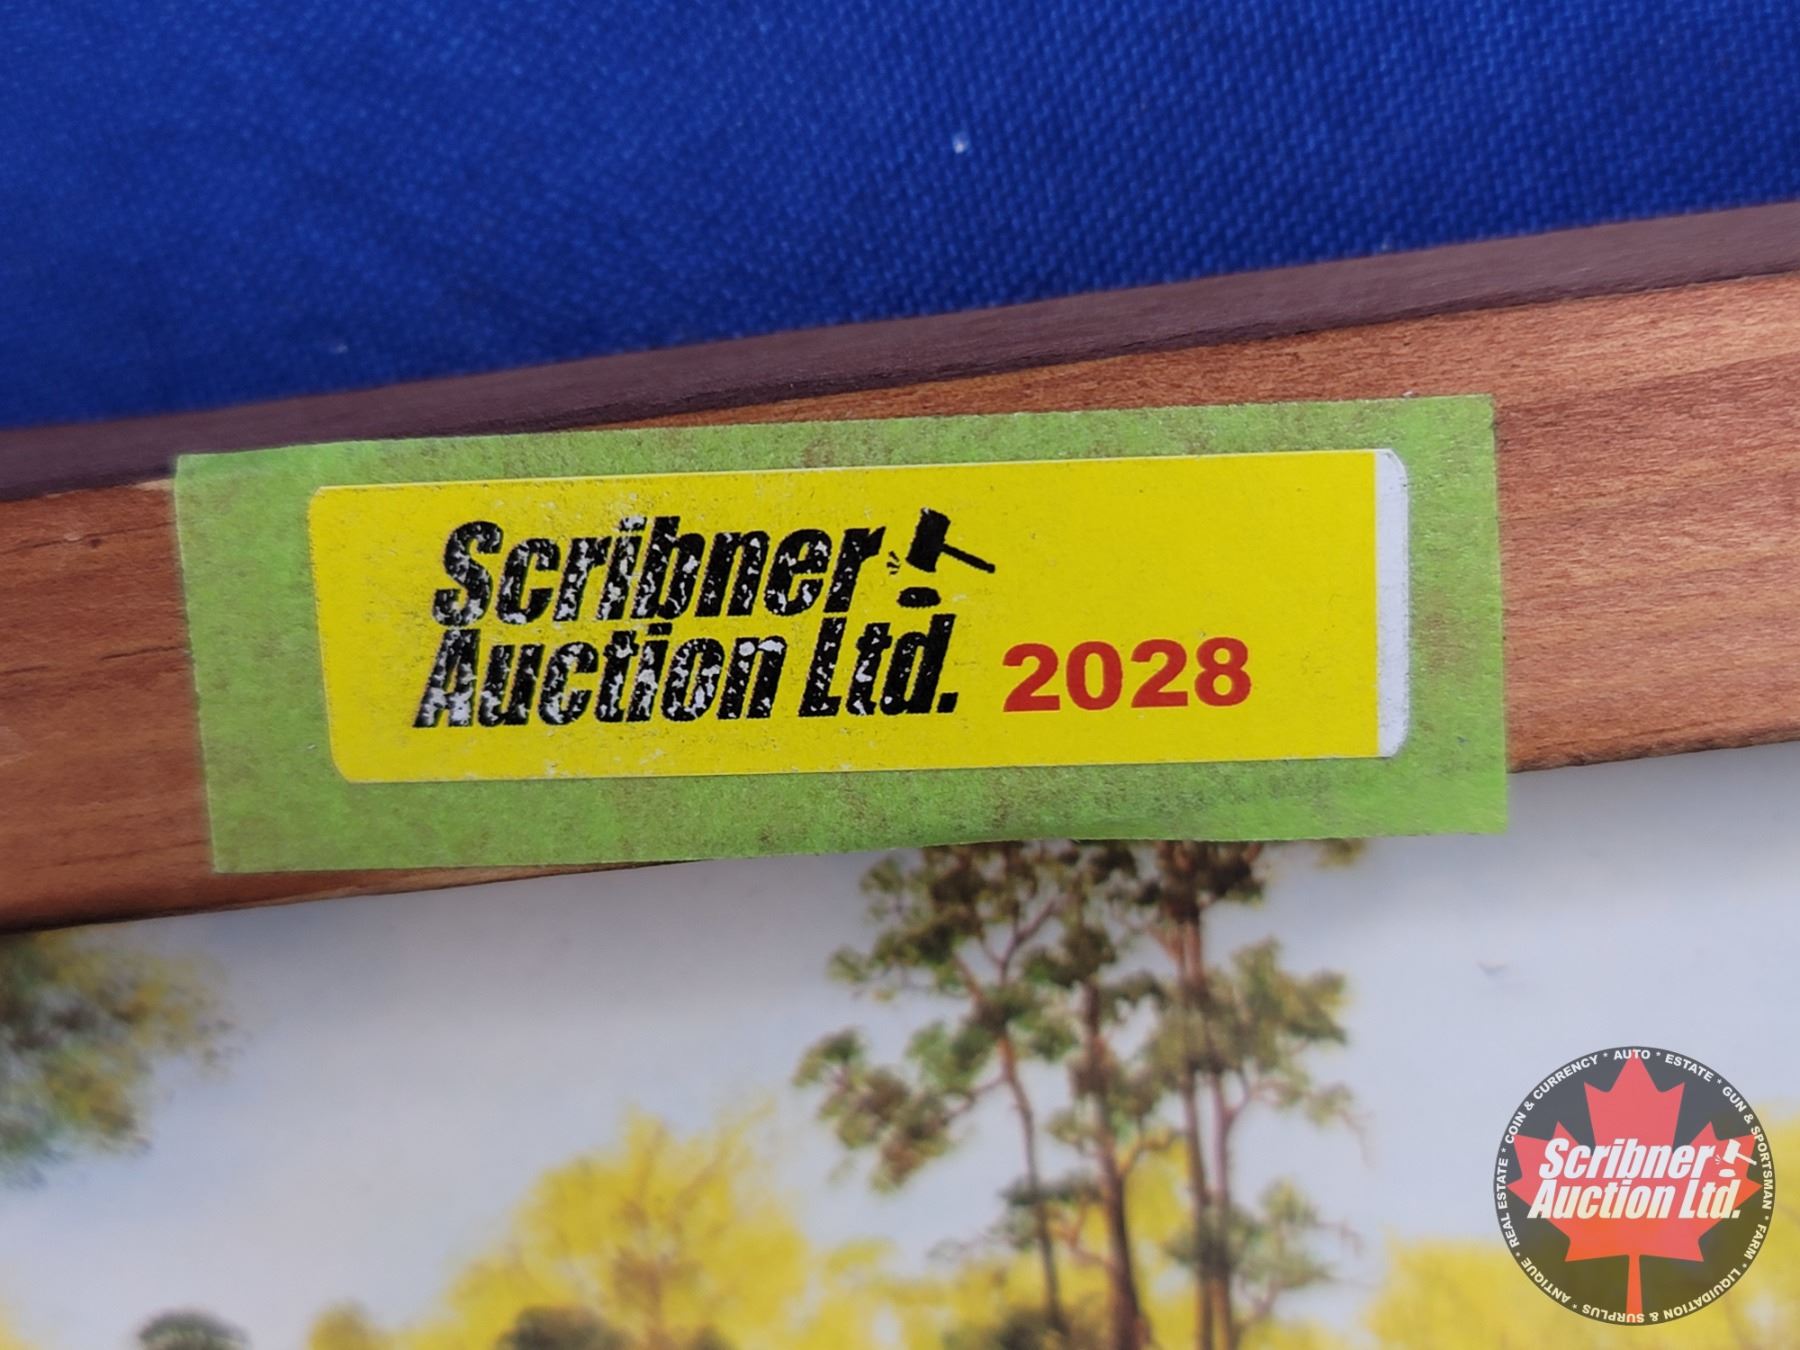 Scribner
Auction Ltd. 2028
REAL ESTATE * COIN & CURRENCY * AUTO * ESTATE * GUN & SPORTSMAN * FARM * LIQUIDATION & SURPLUS * ANTIQUE *
Scribner
Auction Ltd.